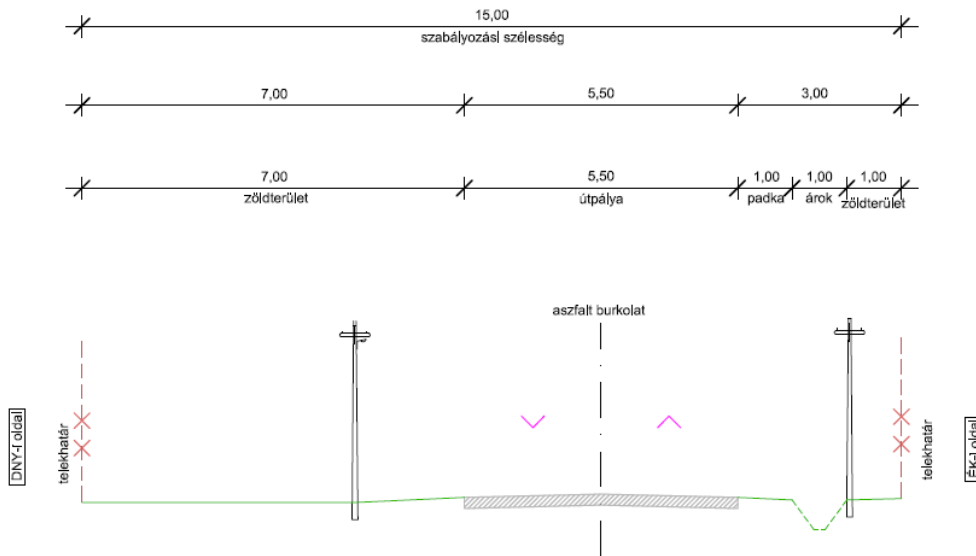 15,00
szabályozási szélesség
7,00
5,50
3,00
7,00
5,50
1,00
1,00
1,00
zöldterület
útpálya
padka
árok
zöldterület
aszfalt burkolat
DNY-i oldal
telekhatár
telekhatár
ÉK-i oldal